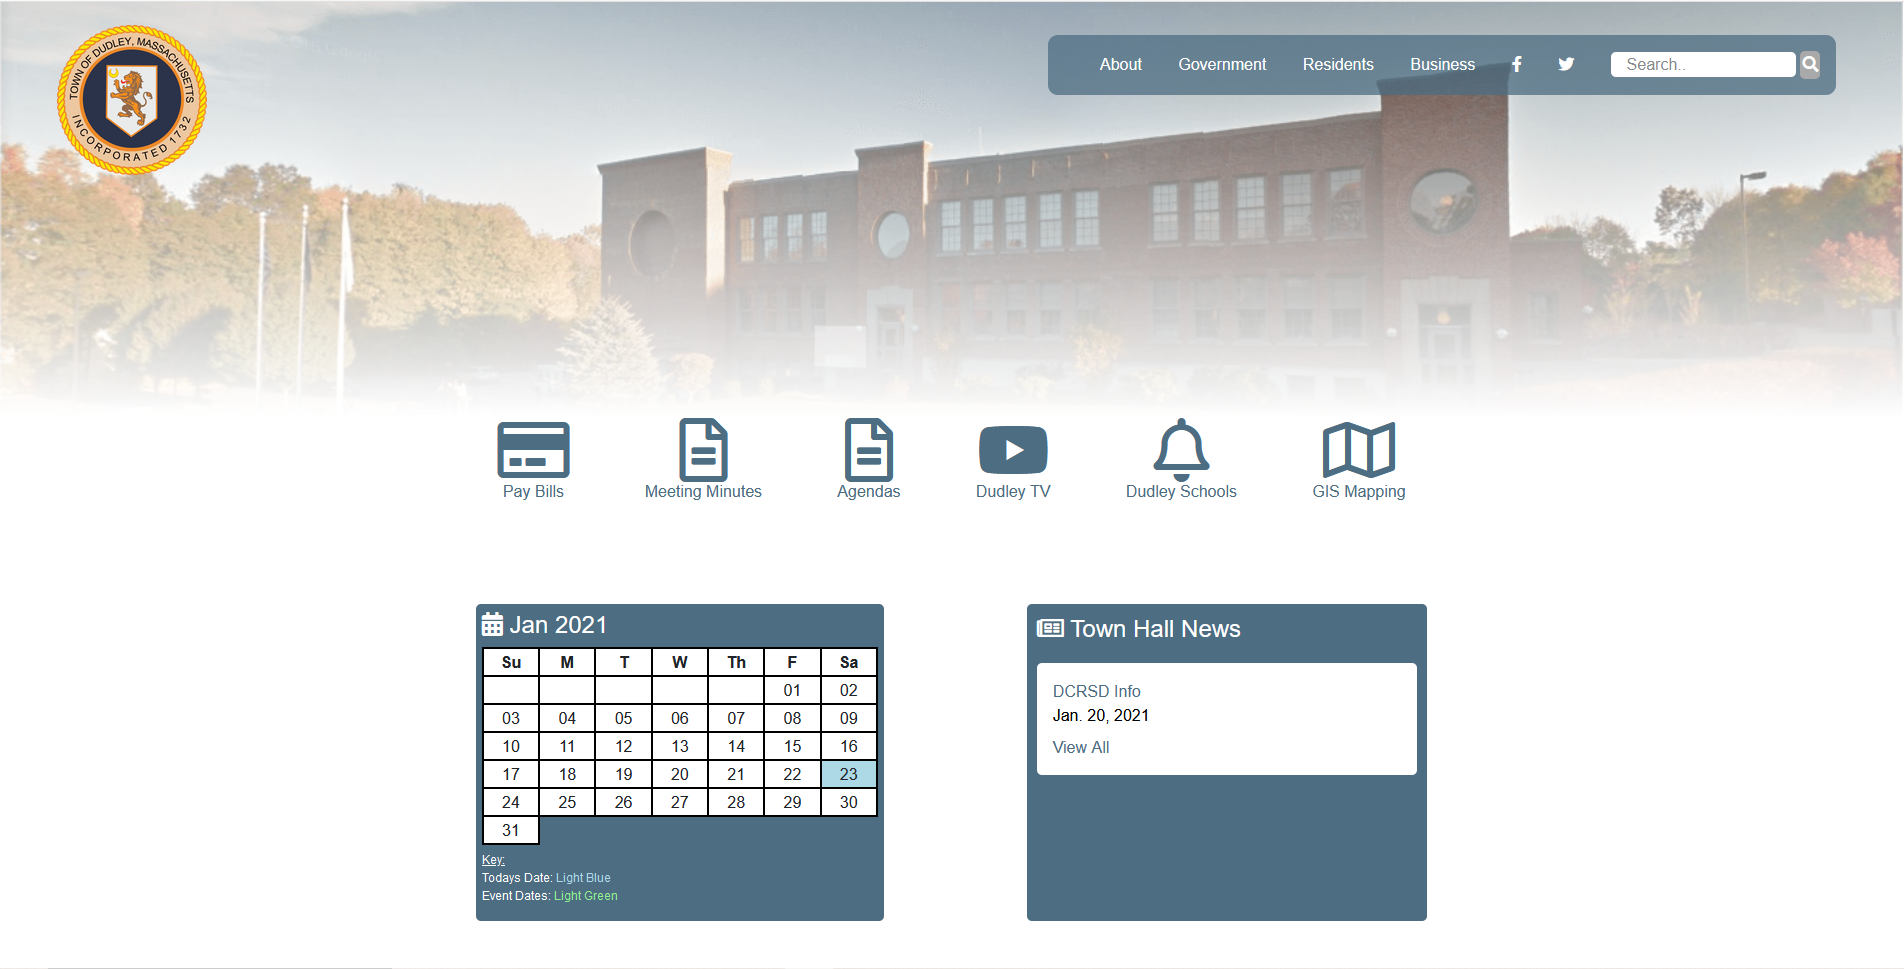 TOWN OF DUDLEY, MASSACHUSETTS
INCORPORATED 1732
About Government Residents Business Search..
Pay Bills Meeting Minutes Agendas Dudley TV Dudley Schools GIS Mapping
Jan 2021
Su M T W Th F Sa
01 02
03 04 05 06 07 08 09
10 11 12 13 14 15 16
17 18 19 20 21 22 23
24 25 26 27 28 29 30
31
Key:
Todays Date: Light Blue
Event Dates: Light Green
Town Hall News
DCRSD Info
Jan. 20, 2021
View All